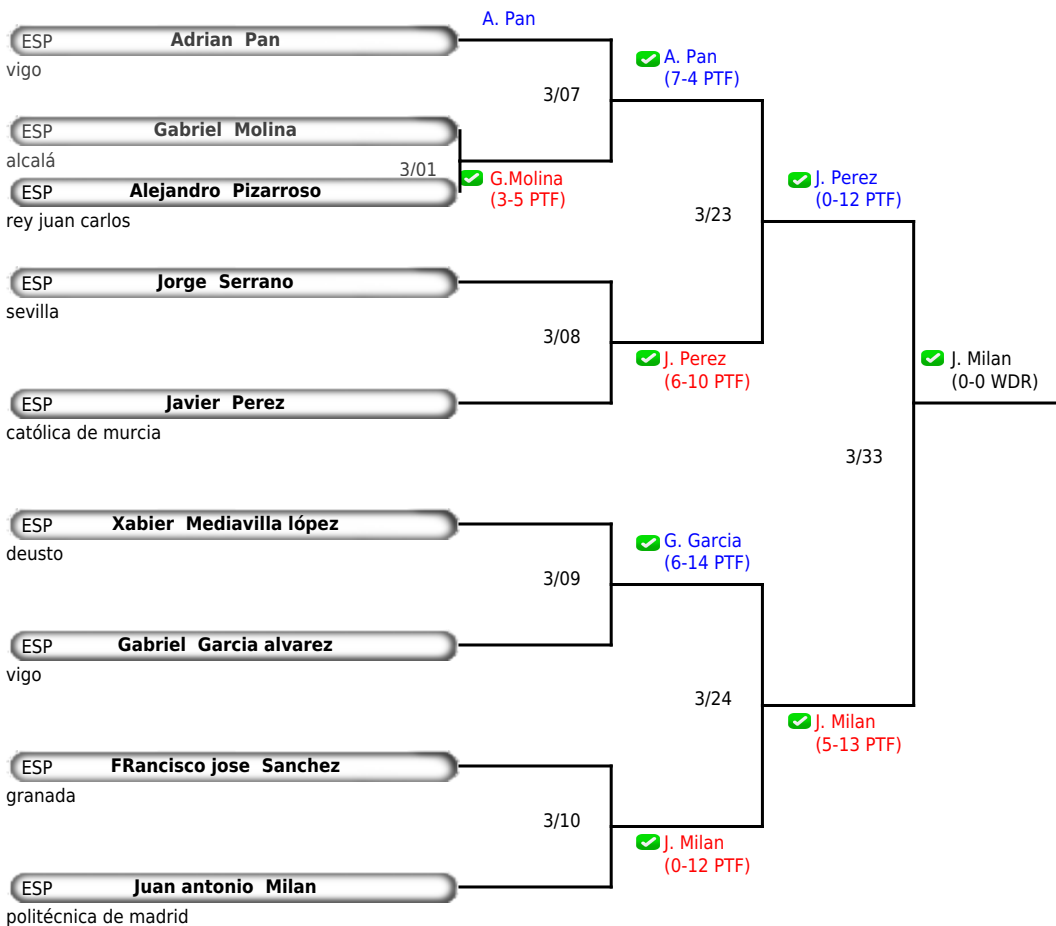 A. Pan
ESP Adrian Pan
vigo
A. Pan
(7-4 PTF)
3/07
ESP Gabriel Molina
alcalá
3/01
G.Molina
(3-5 PTF)
ESP Alejandro Pizarroso
rey juan carlos
J. Perez
(0-12 PTF)
3/23
ESP Jorge Serrano
sevilla
3/08
J. Perez
(6-10 PTF)
J. Milan
(0-0 WDR)
ESP Javier Perez
católica de murcia
3/33
ESP Xabier Mediavilla lópez
deusto
G. Garcia
(6-14 PTF)
3/09
ESP Gabriel Garcia alvarez
vigo
3/24
J. Milan
(5-13 PTF)
ESP FRancisco jose Sanchez
granada
3/10
J. Milan
(0-12 PTF)
ESP Juan antonio Milan
politécnica de madrid